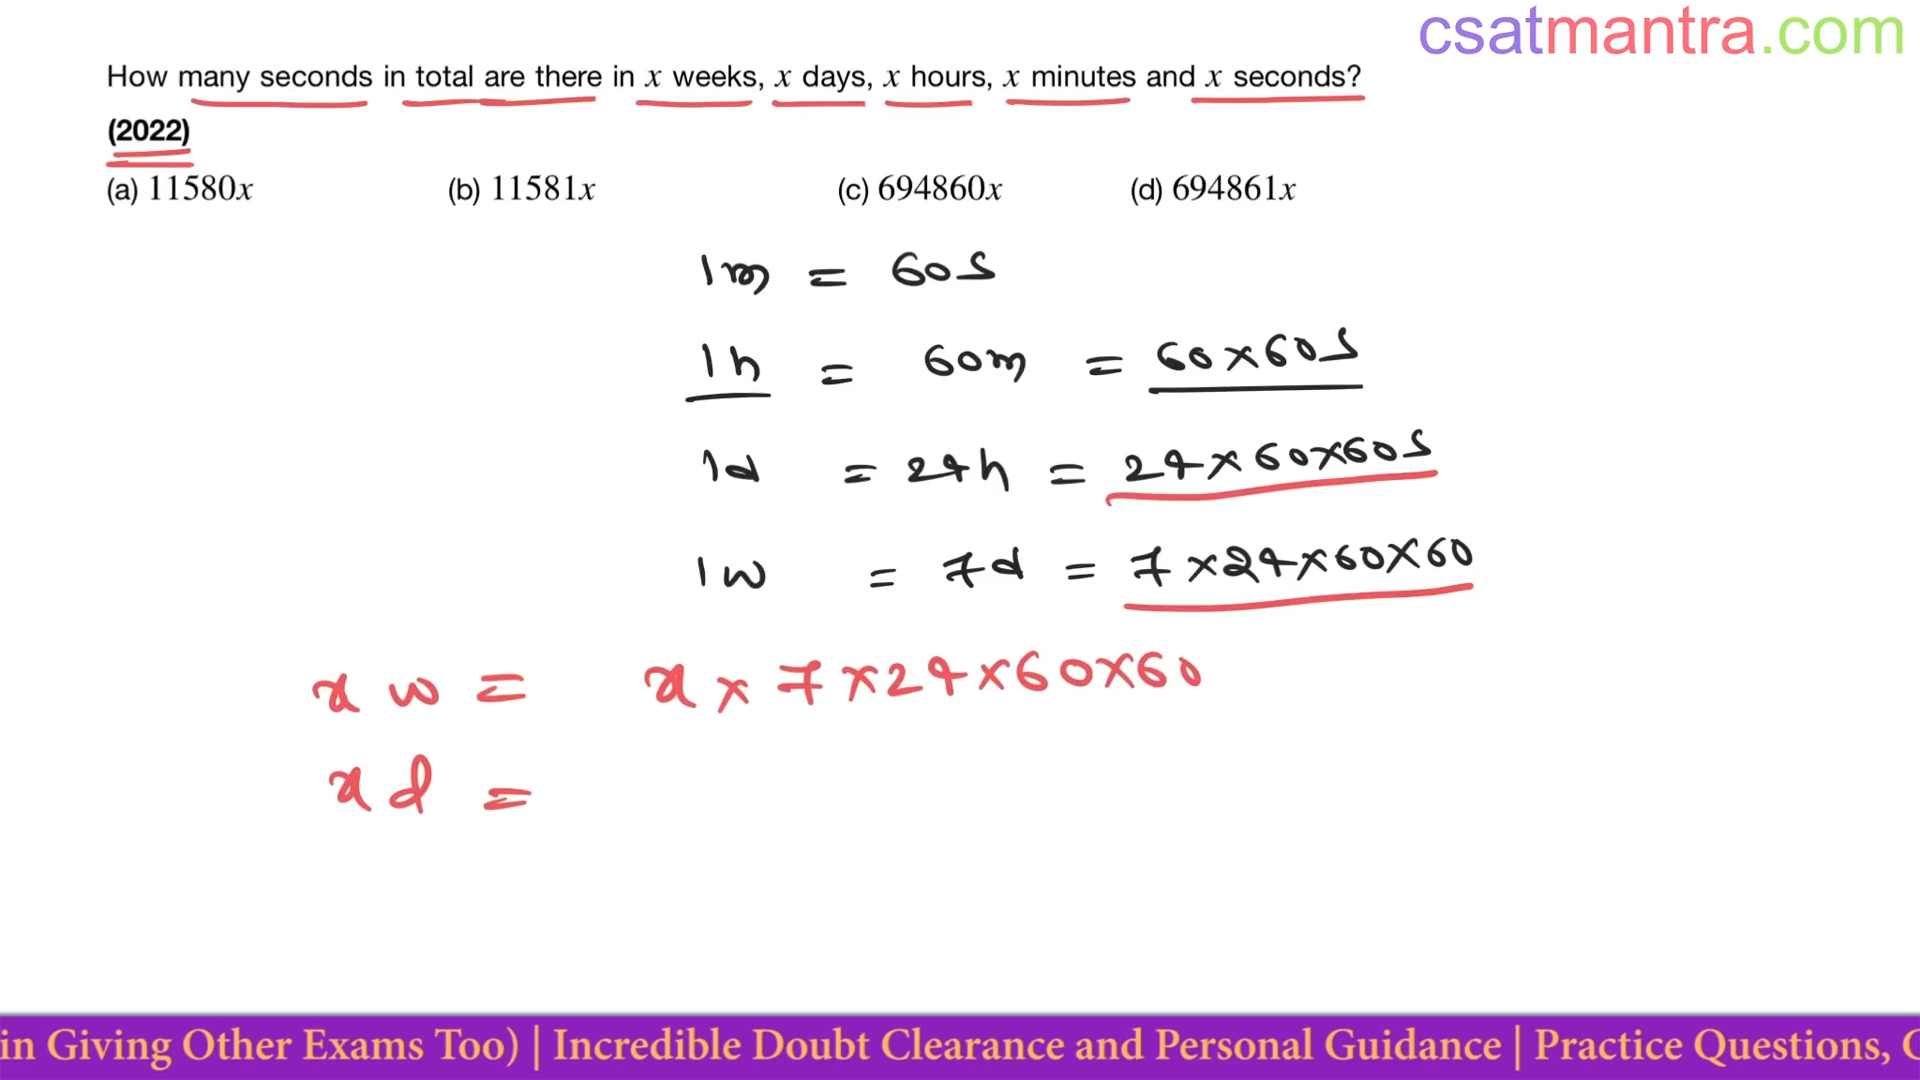 csatmantra.com
How many seconds in total are there in x weeks, x days, x hours, x minutes and x seconds?
(2022)
(a) 11580x (b) 11581x (c) 694860x (d) 694861x
1m = 60s
1h = 60m = 60×60s
1d = 24h = 24×60×60s
1w = 7d = 7×24×60×60
x w = x × 7×24×60×60
x d =
in Giving Other Exams Too) | Incredible Doubt Clearance and Personal Guidance | Practice Questions,